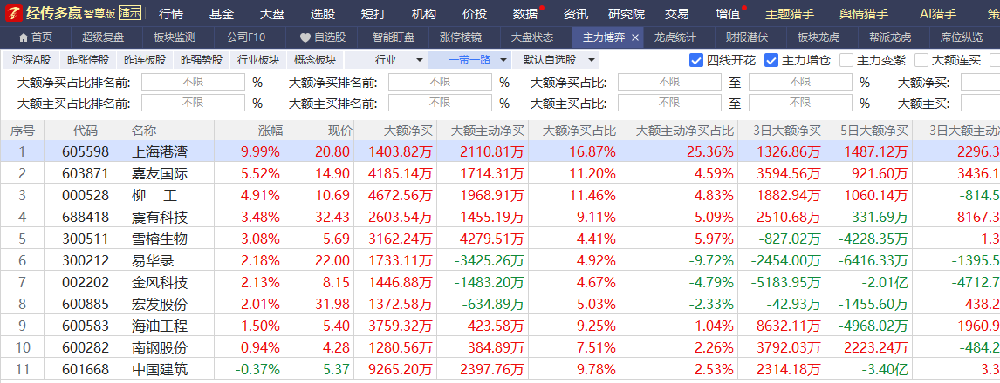 经传多赢 智尊版 演示 行情 基金 大盘 选股 短打 机构 价投 数据 资讯 研究院 交易 增值 主题猎手 舆情猎手 AI猎手 策
首页 超级复盘 板块监测 公司F10 自选股 智能盯盘 涨停棱镜 大盘状态 主力博弈 × 龙虎统计 财报潜伏 板块龙虎 帮派龙虎 席位纵览
沪深A股 昨涨停股 昨连板股 昨强势股 行业板块 概念板块 行业 一带一路 默认自选股 四线开花 主力增仓 主力变紫 大额连买
大额净买占比排名前: 不限 % 大额净买排名前: 不限 % 大额净买占比: 不限 至 不限 % 大额净买:
大额主买占比排名前: 不限 % 大额主买排名前: 不限 % 大额主买占比: 不限 至 不限 % 大额主买:
序号 代码 名称 涨幅 现价 大额净买 大额主动净买 大额净买占比 大额主动净买占比 3日大额净买 5日大额净买 3日大额主动
1 605598 上海港湾 9.99% 20.80 1403.82万 2110.81万 16.87% 25.36% 1326.86万 1487.12万 2296.3
2 603871 嘉友国际 5.52% 14.90 4185.14万 1714.31万 11.20% 4.59% 3594.56万 921.60万 3436.1
3 000528 柳 工 4.91% 10.69 4672.56万 1968.91万 11.46% 4.83% 1882.94万 1060.14万 -814.5
4 688418 震有科技 3.48% 32.43 2603.54万 1455.19万 9.11% 5.09% 2510.68万 -331.69万 8167.3
5 300511 雪榕生物 3.08% 5.69 3162.24万 4279.51万 4.41% 5.97% -827.02万 -4228.35万 1.3
6 300212 易华录 2.18% 22.00 1733.11万 -3425.26万 4.92% -9.72% -2454.00万 -6416.33万 -1395.5
7 002202 金风科技 2.13% 8.15 1446.88万 -1483.20万 4.67% -4.79% -5183.95万 -2.01亿 -4712.7
8 600885 宏发股份 2.01% 31.98 1372.58万 -634.89万 5.03% -2.33% -42.93万 -1455.60万 438.2
9 600583 海油工程 1.50% 5.40 3759.32万 423.58万 9.25% 1.04% 8632.11万 -4968.02万 1960.9
10 600282 南钢股份 0.94% 4.28 1280.56万 384.89万 7.51% 2.26% 3792.03万 2223.24万 -484.2
11 601668 中国建筑 -0.37% 5.37 9265.20万 2397.76万 9.78% 2.53% 2314.18万 -3.40亿 3.3